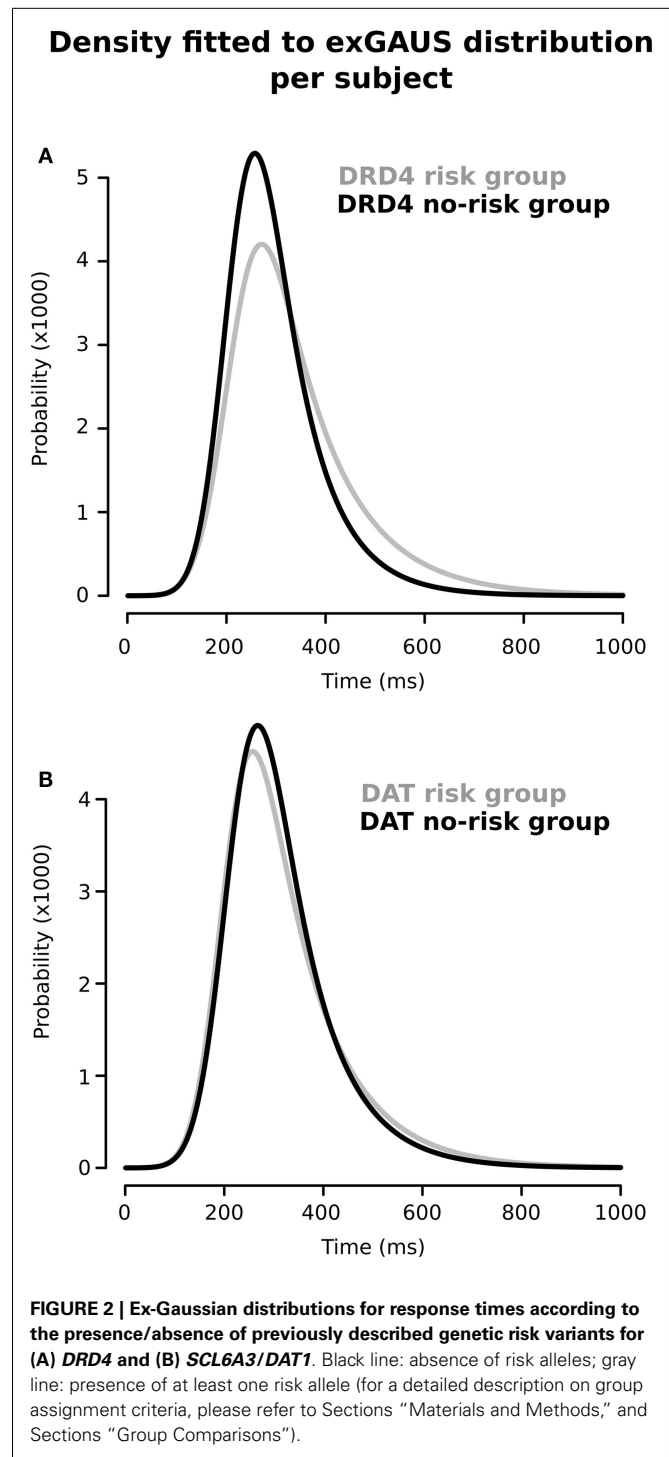 Density fitted to exGAUS distribution
per subject
A
DRD4 risk group
DRD4 no-risk group
5
4
3
2
1
0
Probability (x1000)
0 200 400 600 800 1000
Time (ms)
B
DAT risk group
DAT no-risk group
4
3
2
1
0
Probability (x1000)
0 200 400 600 800 1000
Time (ms)
FIGURE 2 | Ex-Gaussian distributions for response times according to
the presence/absence of previously described genetic risk variants for
(A) DRD4 and (B) SCL6A3/DAT1. Black line: absence of risk alleles; gray
line: presence of at least one risk allele (for a detailed description on group
assignment criteria, please refer to Sections “Materials and Methods,” and
Sections “Group Comparisons”).